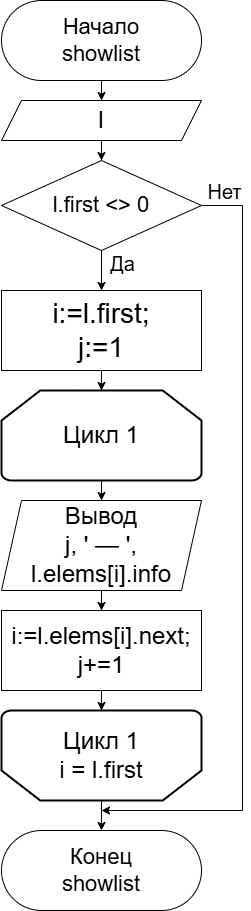 Начало
showlist
l
l.first <> 0
Нет
Да
i:=l.first;
j:=1
Цикл 1
Вывод
j, ' — ',
l.elems[i].info
i:=l.elems[i].next;
j+=1
Цикл 1
i = l.first
Конец
showlist